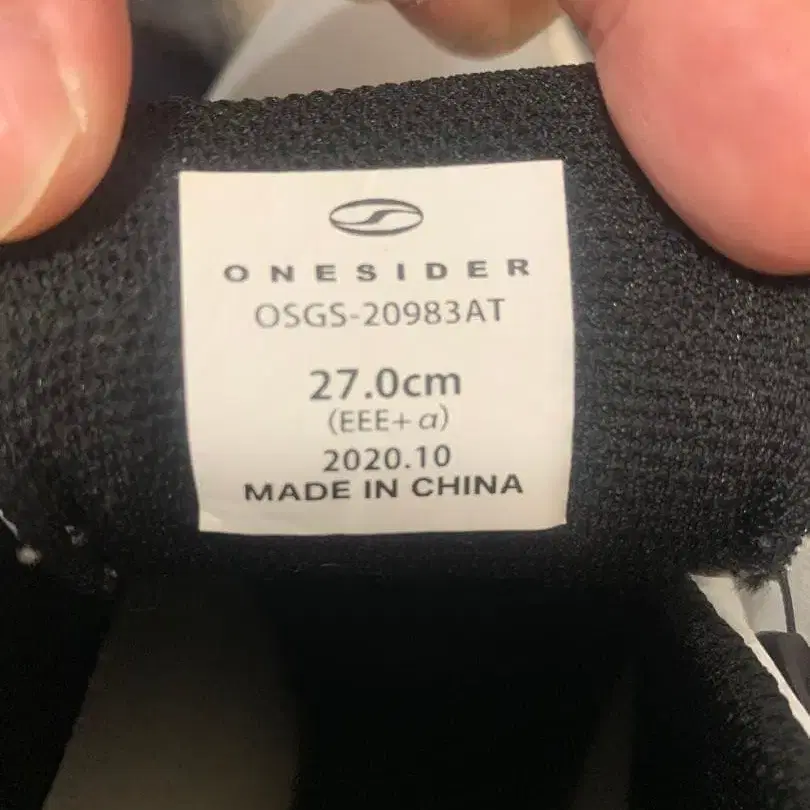 ONESIDER
OSGS-20983AT
27.0cm
(EEE+α)
2020.10
MADE IN CHINA